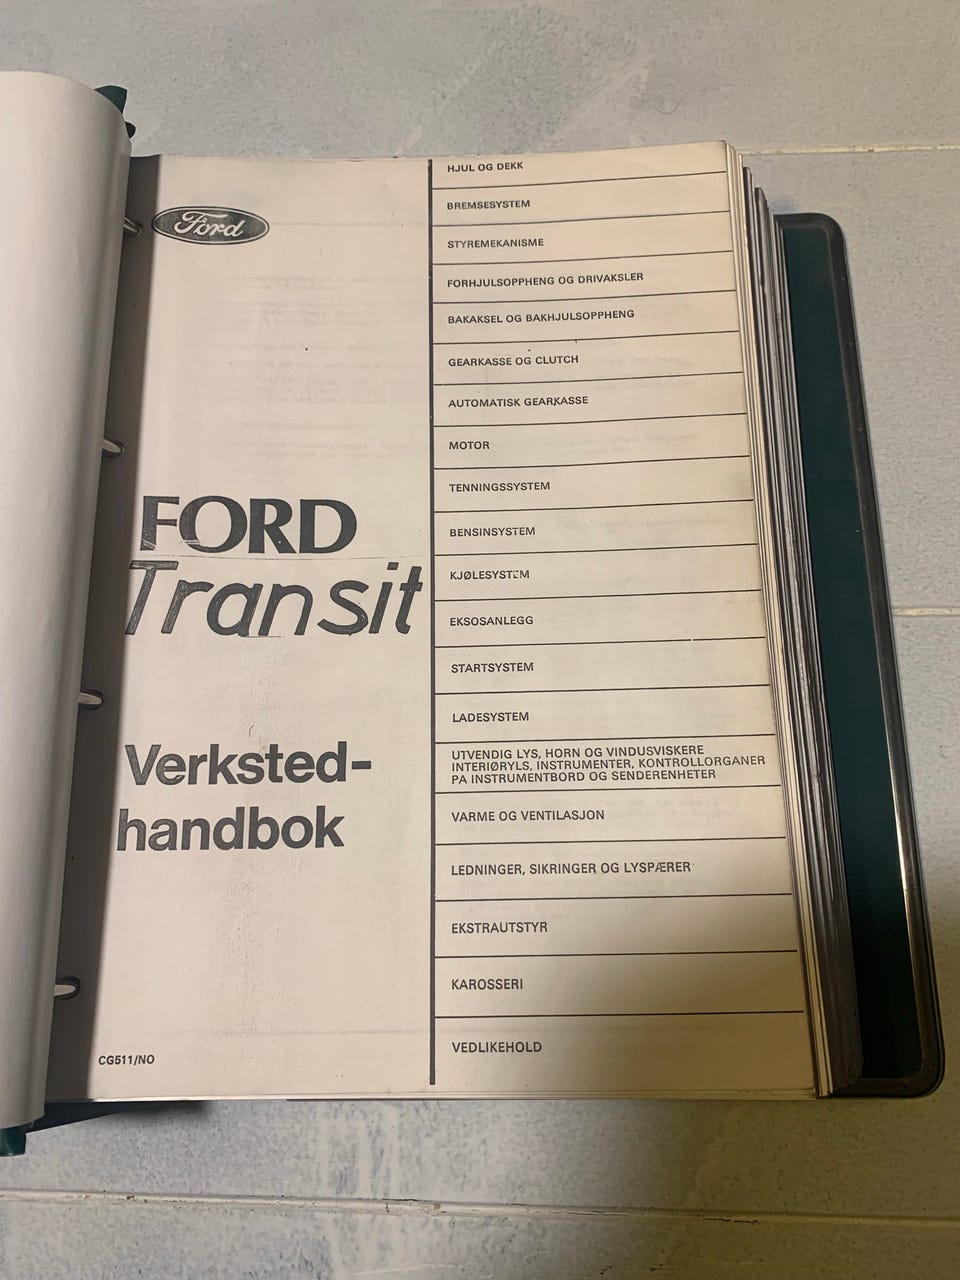 Ford
FORD
Transit
Verksted-
handbok
CG511/NO
HJUL OG DEKK
BREMSESYSTEM
STYREMEKANISME
FORHJULSOPPHENG OG DRIVAKSLER
BAKAKSEL OG BAKHJULSOPPHENG
GEARKASSE OG CLUTCH
AUTOMATISK GEARKASSE
MOTOR
TENNINGSSYSTEM
BENSINSYSTEM
KJØLESYSTEM
EKSOSANLEGG
STARTSYSTEM
LADESYSTEM
UTVENDIG LYS, HORN OG VINDUSVISKERE
INTERIØRYLS, INSTRUMENTER, KONTROLLORGANER
PA INSTRUMENTBORD OG SENDERENHETER
VARME OG VENTILASJON
LEDNINGER, SIKRINGER OG LYSPÆRER
EKSTRAUTSTYR
KAROSSERI
VEDLIKEHOLD